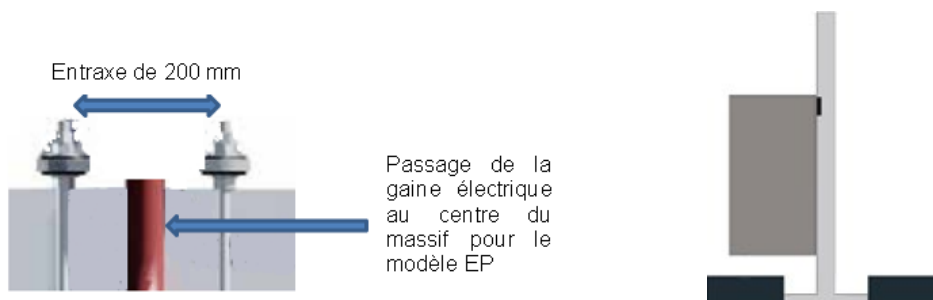 Entraxe de 200 mm
Passage de la
gaine électrique
au centre du
massif pour le
modèle EP